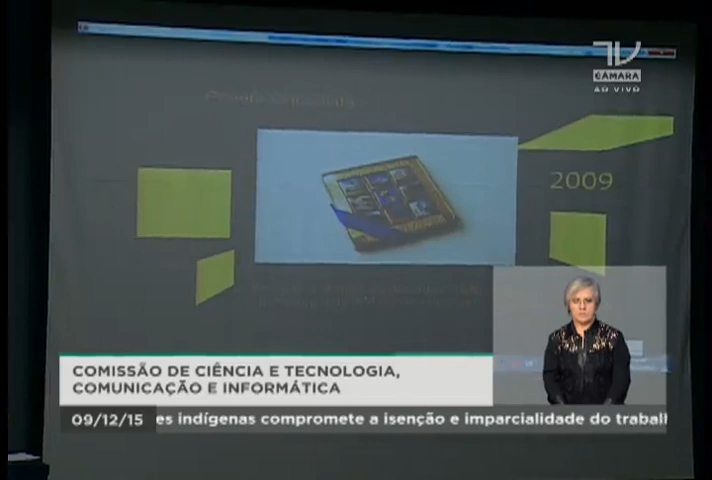 TV
CÂMARA
AO VIVO
2009
COMISSÃO DE CIÊNCIA E TECNOLOGIA,
COMUNICAÇÃO E INFORMÁTICA
09/12/15 es indígenas compromete a isenção e imparcialidade do trabal